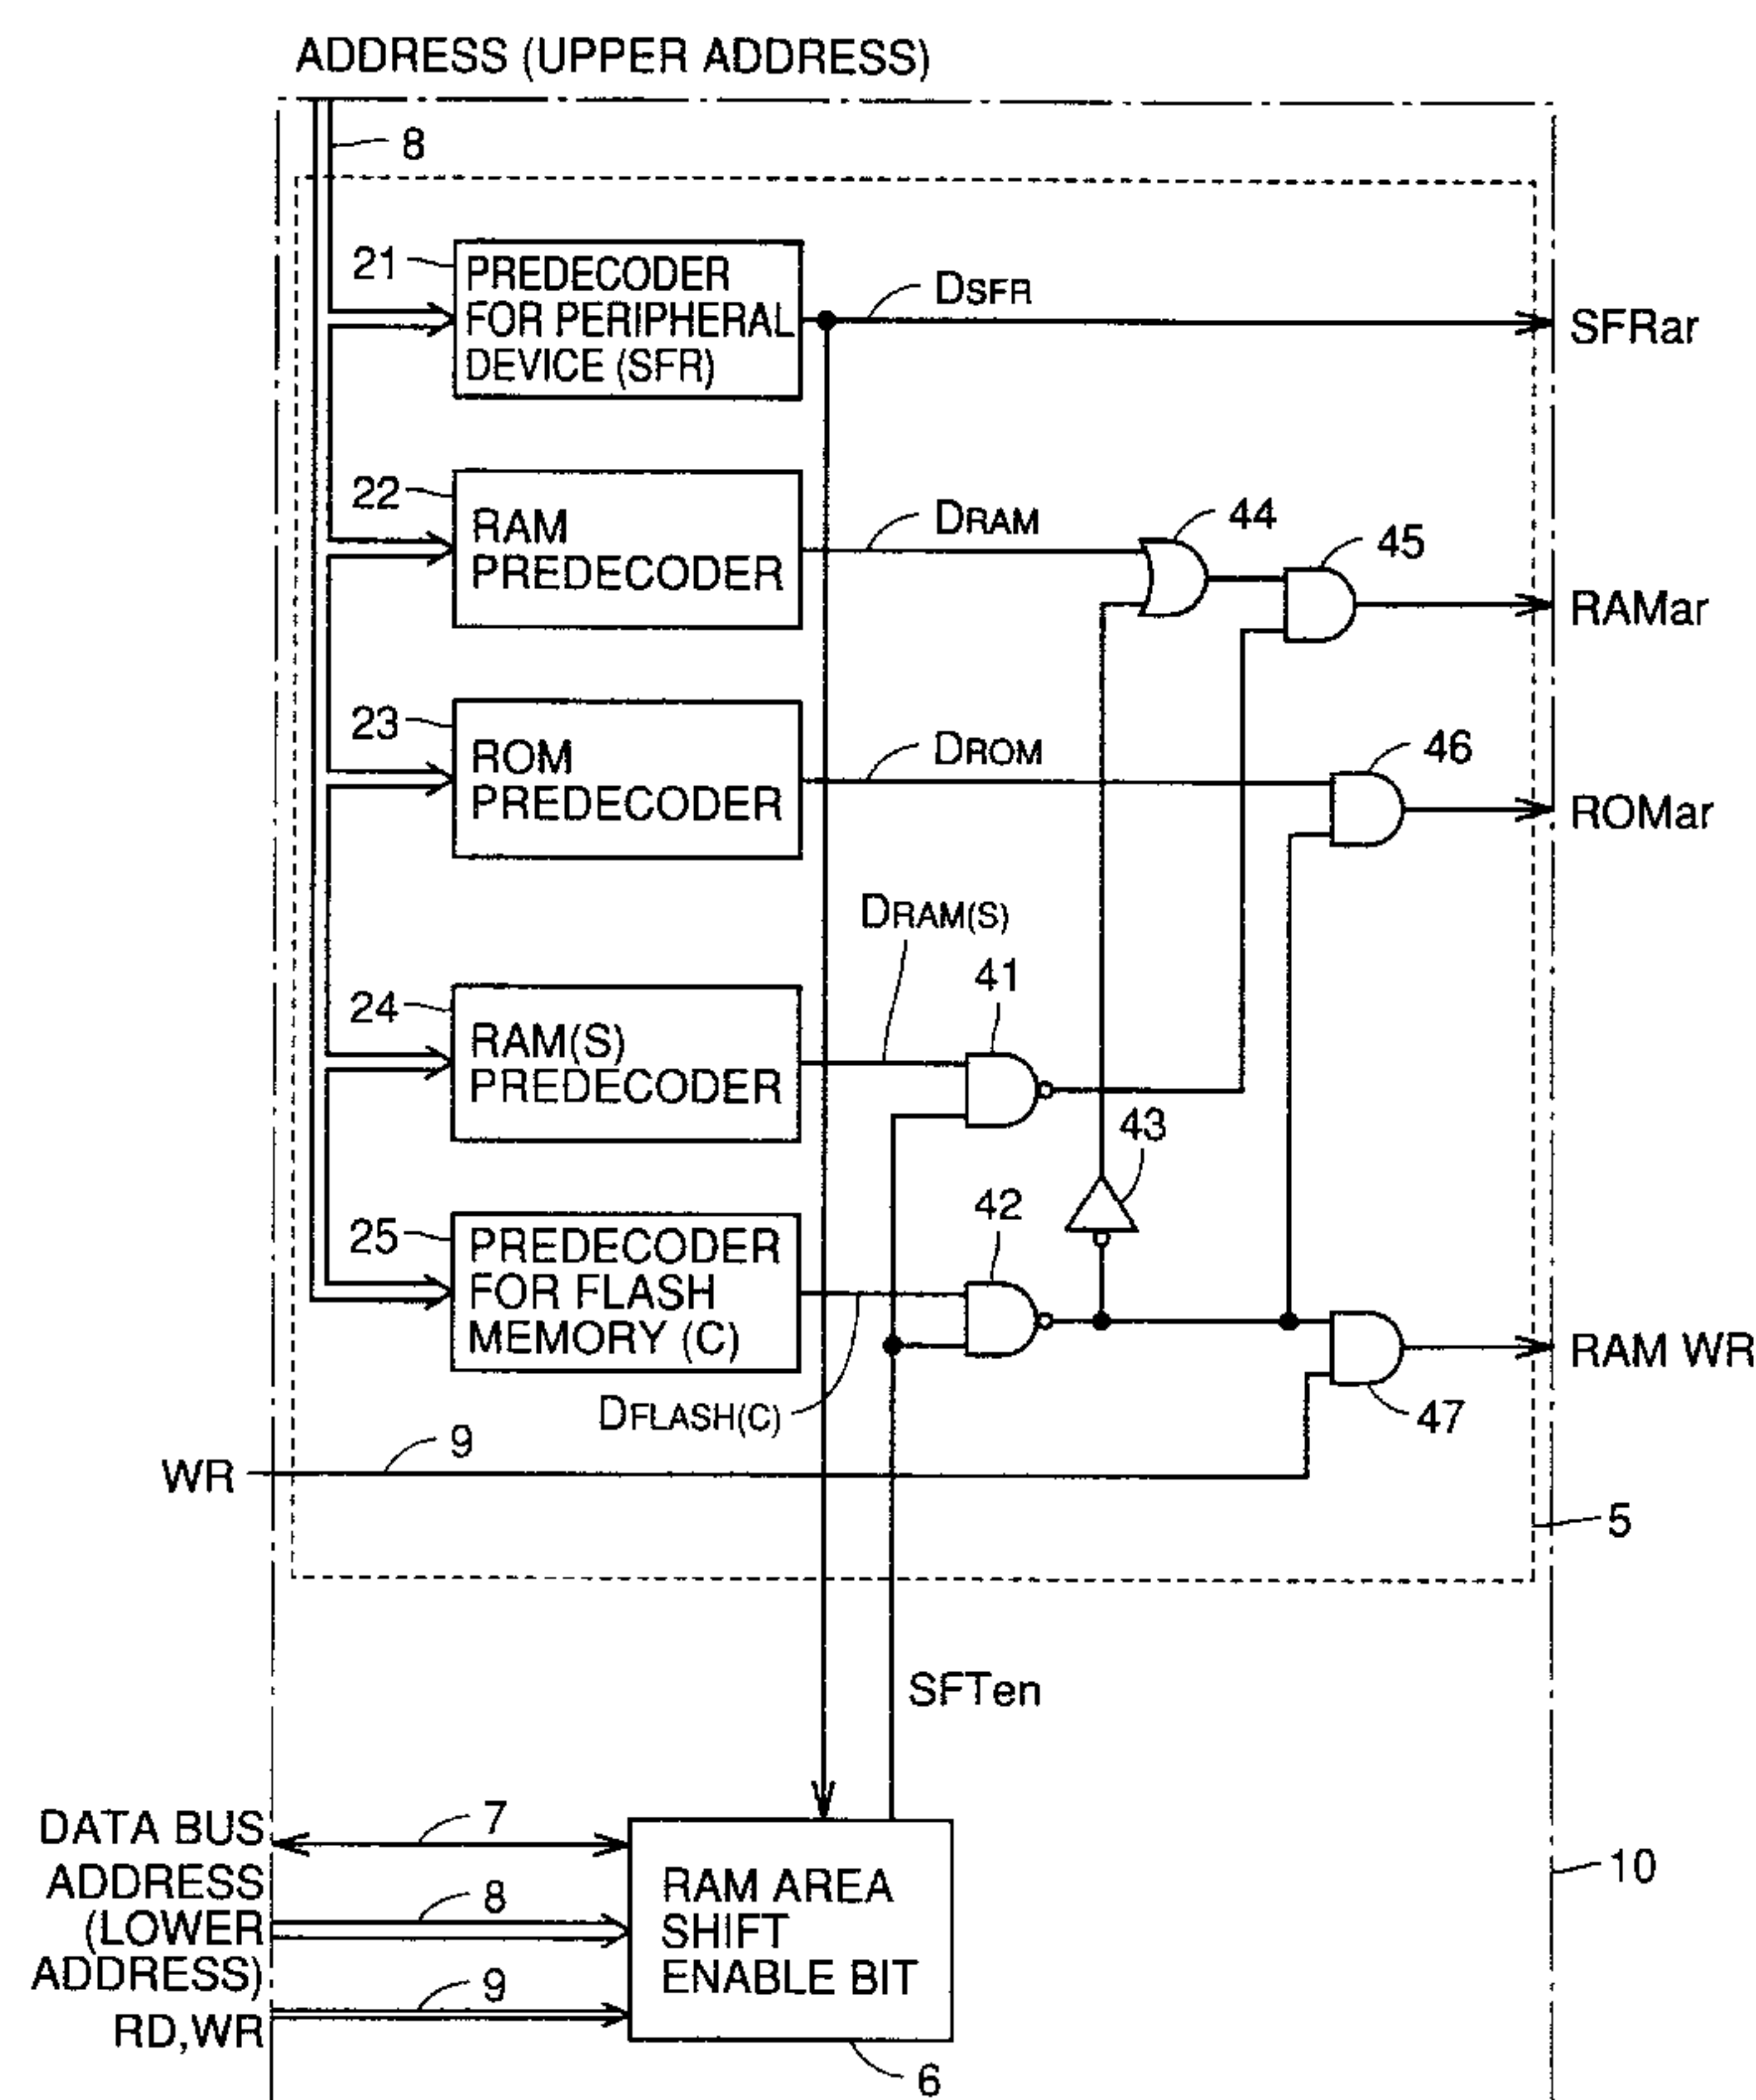 ADDRESS (UPPER ADDRESS)
8
21
PREDECODER
FOR PERIPHERAL
DEVICE (SFR)
DSFR
SFRar
22
RAM
PREDECODER
DRAM
44
45
RAMar
23
ROM
PREDECODER
DROM
46
ROMar
DRAM(S)
24
RAM(S)
PREDECODER
41
43
25
PREDECODER
FOR FLASH
MEMORY (C)
42
RAM WR
DFLASH(C)
47
WR
9
5
SFTen
DATA BUS
7
ADDRESS
(LOWER
ADDRESS)
8
RD,WR
9
RAM AREA
SHIFT
ENABLE BIT
10
6